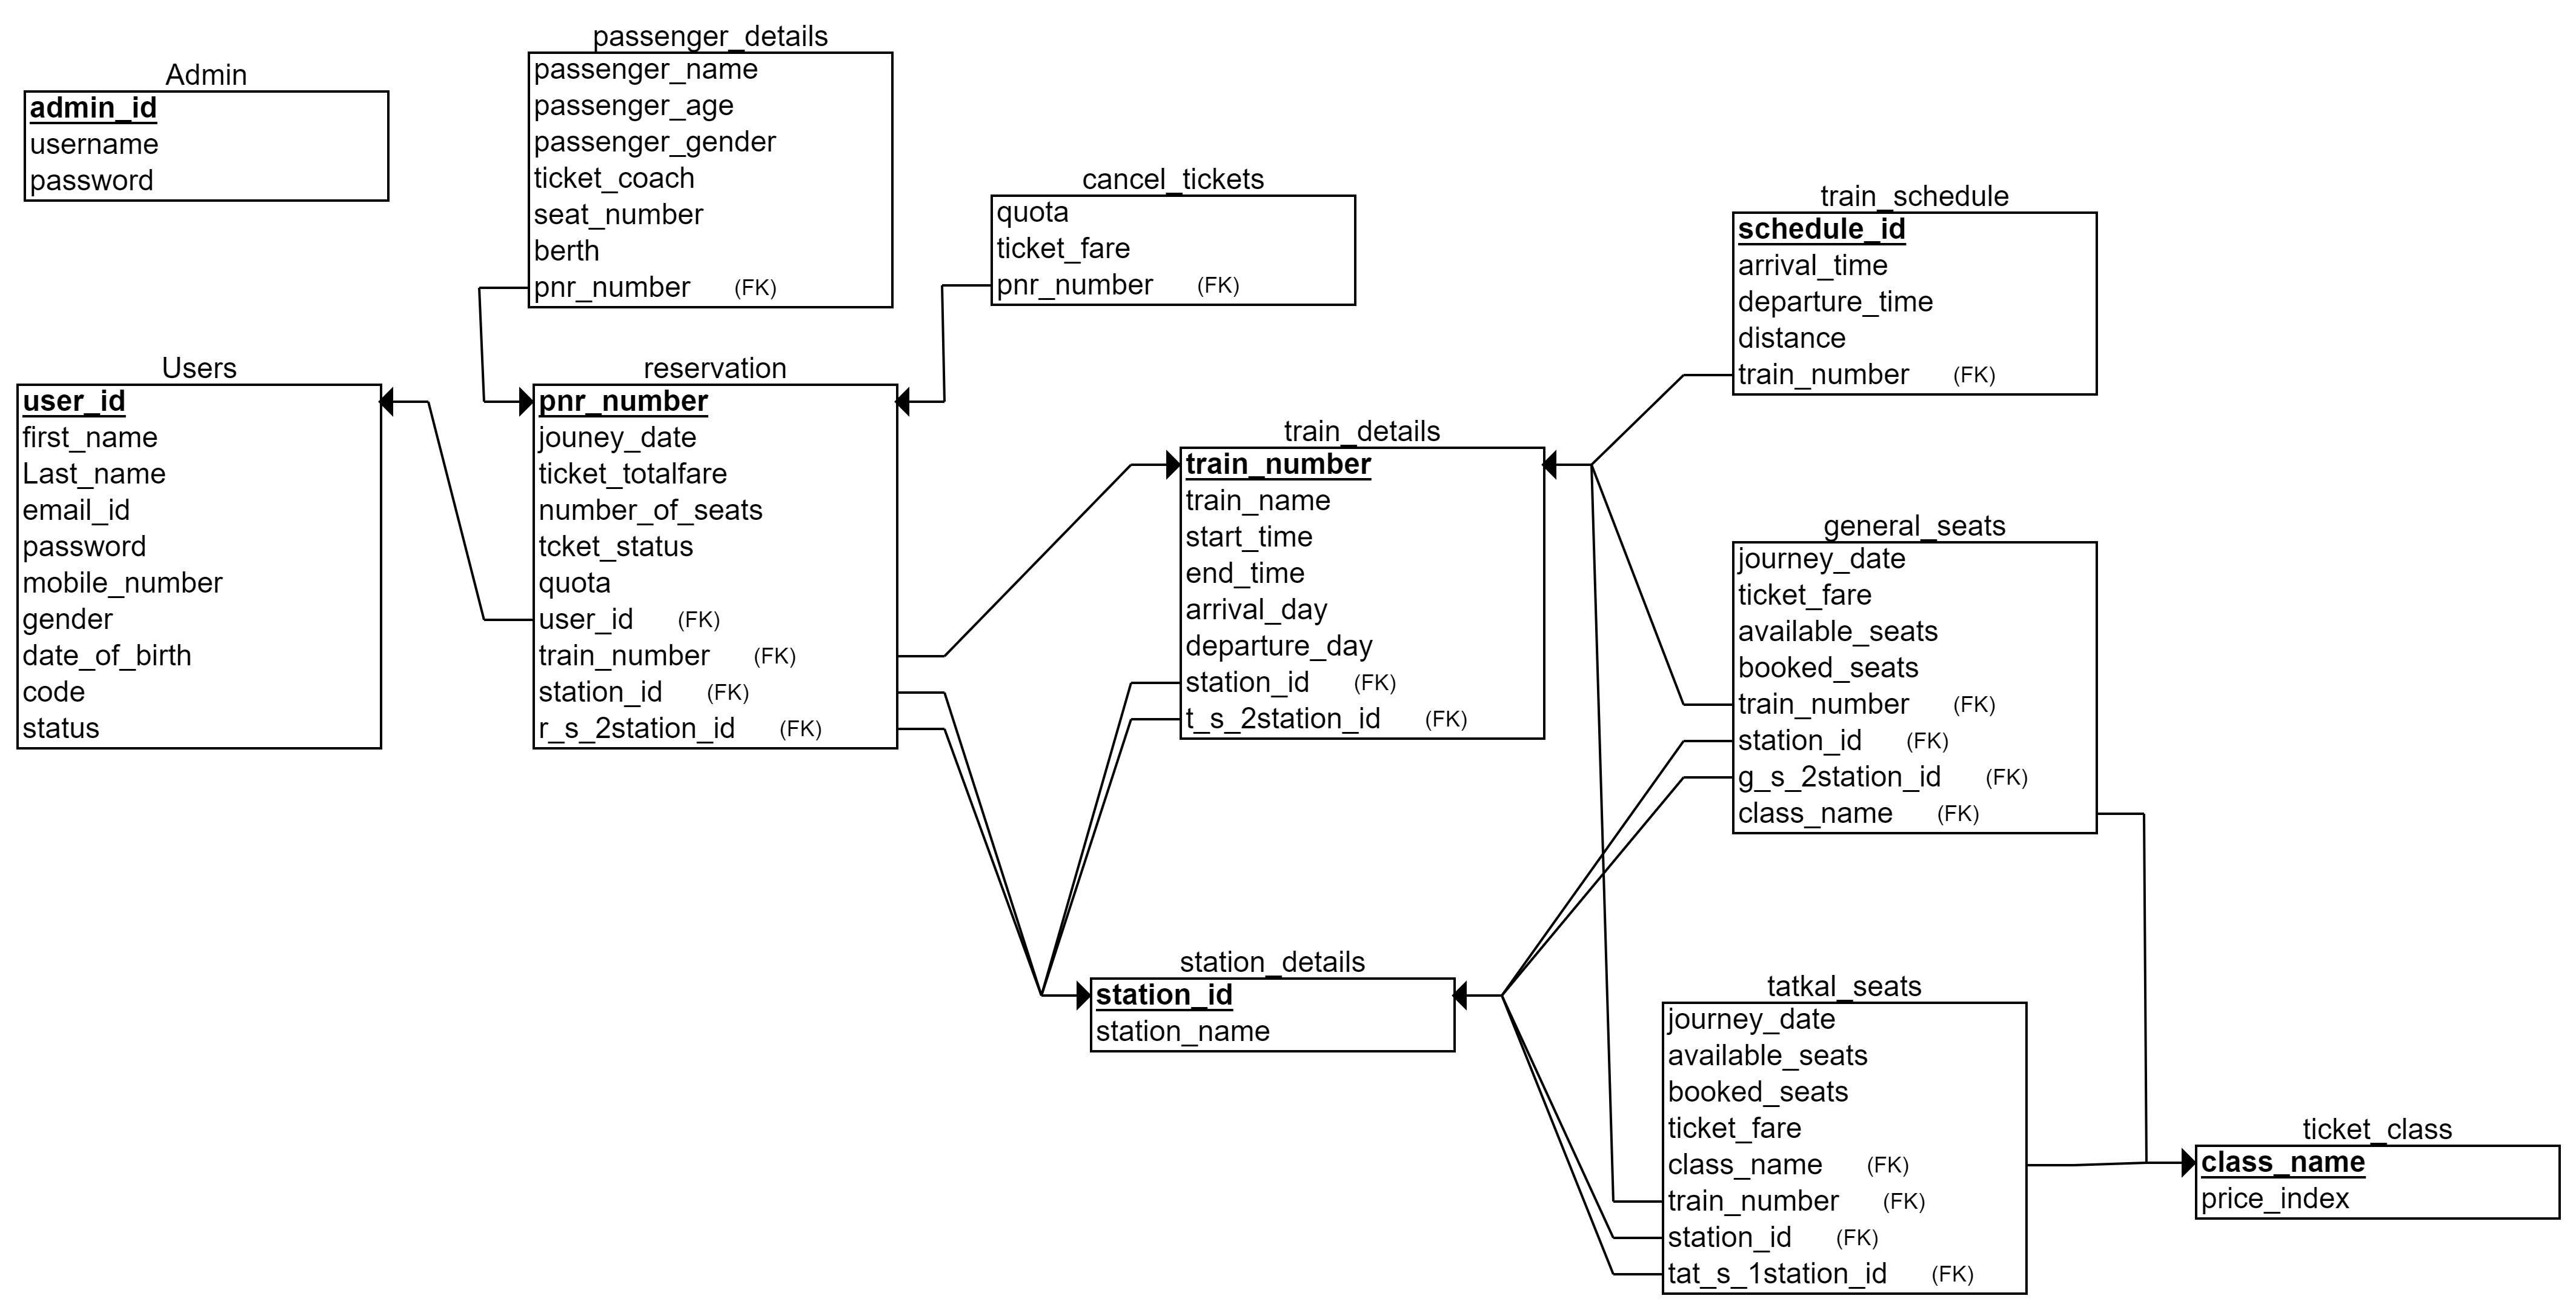 Admin
admin_id
username
password
passenger_details
passenger_name
passenger_age
passenger_gender
ticket_coach
seat_number
berth
pnr_number (FK)
cancel_tickets
quota
ticket_fare
pnr_number (FK)
train_schedule
schedule_id
arrival_time
departure_time
distance
train_number (FK)
Users
user_id
first_name
Last_name
email_id
password
mobile_number
gender
date_of_birth
code
status
reservation
pnr_number
jouney_date
ticket_totalfare
number_of_seats
tcket_status
quota
user_id (FK)
train_number (FK)
station_id (FK)
r_s_2station_id (FK)
train_details
train_number
train_name
start_time
end_time
arrival_day
departure_day
station_id (FK)
t_s_2station_id (FK)
general_seats
journey_date
ticket_fare
available_seats
booked_seats
train_number (FK)
station_id (FK)
g_s_2station_id (FK)
class_name (FK)
station_details
station_id
station_name
tatkal_seats
journey_date
available_seats
booked_seats
ticket_fare
class_name (FK)
train_number (FK)
station_id (FK)
tat_s_1station_id (FK)
ticket_class
class_name
price_index